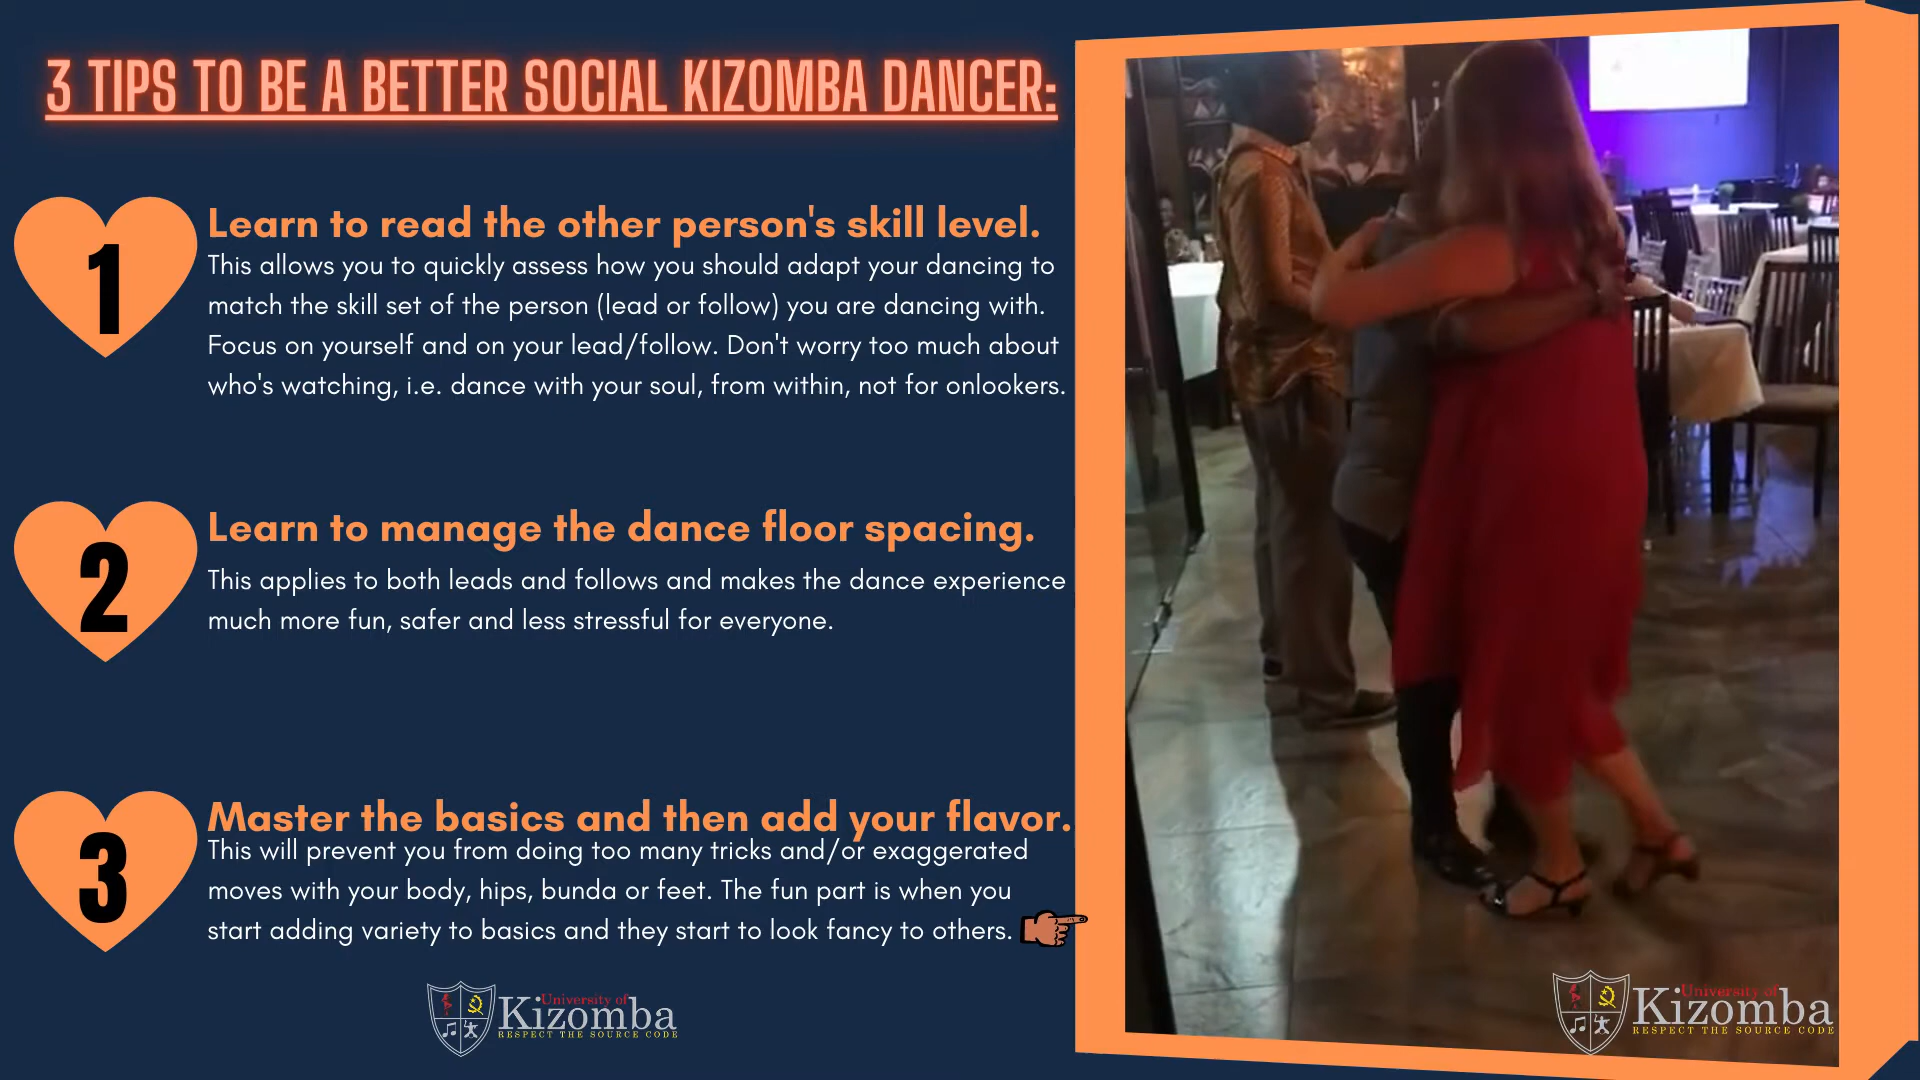 3 TIPS TO BE A BETTER SOCIAL KIZOMBA DANCER:
1
Learn to read the other person's skill level.
This allows you to quickly assess how you should adapt your dancing to
match the skill set of the person (lead or follow) you are dancing with.
Focus on yourself and on your lead/follow. Don't worry too much about
who's watching, i.e. dance with your soul, from within, not for onlookers.
2
Learn to manage the dance floor spacing.
This applies to both leads and follows and makes the dance experience
much more fun, safer and less stressful for everyone.
3
Master the basics and then add your flavor.
This will prevent you from doing too many tricks and/or exaggerated
moves with your body, hips, bunda or feet. The fun part is when you
start adding variety to basics and they start to look fancy to others.
University of
Kizomba
RESPECT THE SOURCE CODE
University of
Kizomba
RESPECT THE SOURCE CODE